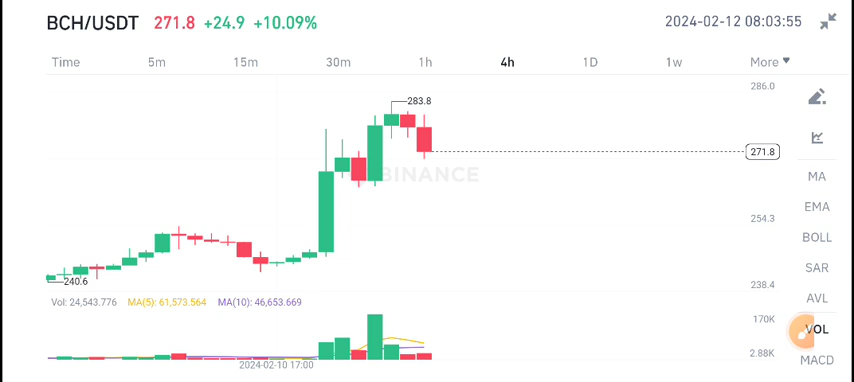 BCH/USDT 271.8 +24.9 +10.09% 2024-02-12 08:03:55
Time 5m 15m 30m 1h 4h 1D 1w More
286.0
283.8
271.8
BINANCE
MA
EMA
254.3
BOLL
SAR
240.6
238.4
AVL
Vol: 24,543.776 MA(5): 61,573.564 MA(10): 46,653.669
170K
VOL
2.88K
MACD
2024-02-10 17:00